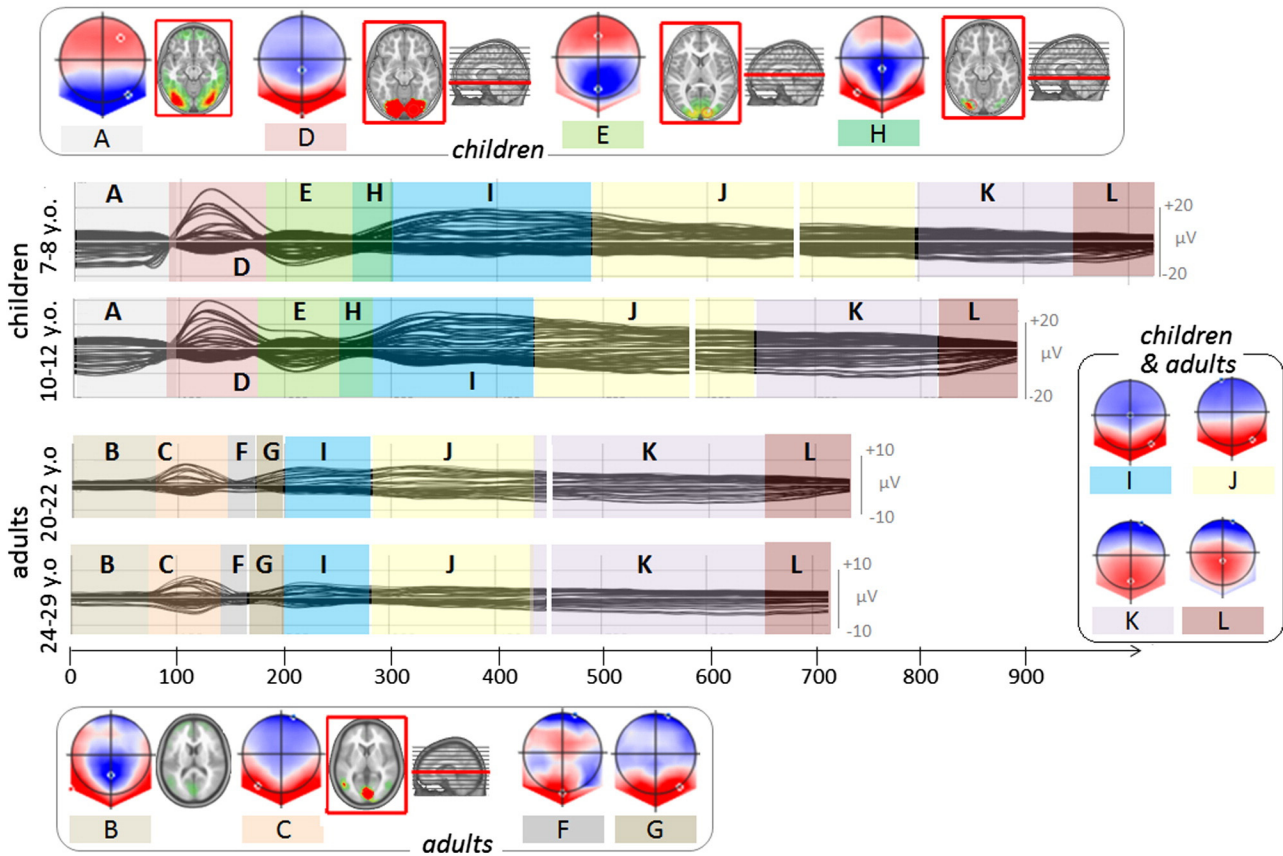 A D E H
children
A E H I J K L
7-8 y.o.
D
+20
µV
-20
children
A E H J K L
10-12 y.o.
D I
+20
µV
-20
children
& adults
I J
K L
B C F G I J K L
20-22 y.o
+10
µV
-10
adults
B C F G I J K L
24-29 y.o
+10
µV
-10
0 100 200 300 400 500 600 700 800 900
B C F G
adults